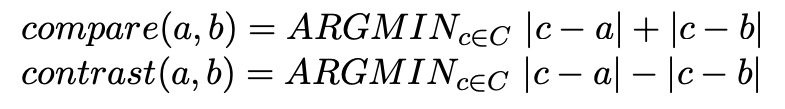 compare(a, b) = ARGMIN_{c∈C} |c − a| + |c − b|
contrast(a, b) = ARGMIN_{c∈C} |c − a| − |c − b|